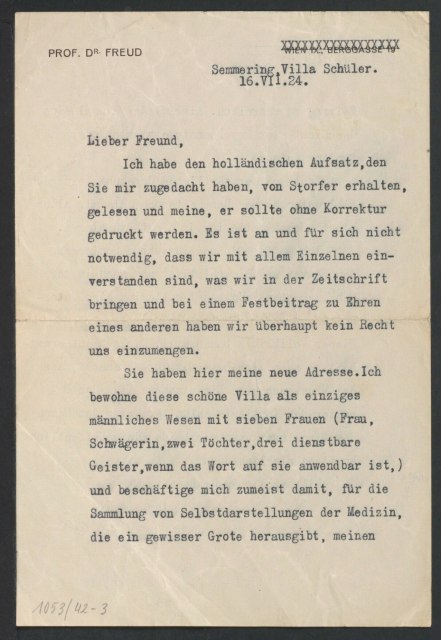 PROF. DR. FREUD
WIEN IX., BERGGASSE 19
Semmering,Villa Schüler.
16.VII.24.
Lieber Freund,
Ich habe den holländischen Aufsatz,den
Sie mir zugedacht haben, von Storfer erhalten,
gelesen und meine, er sollte ohne Korrektur
gedruckt werden. Es ist an und für sich nicht
notwendig, dass wir mit allem Einzelnen ein-
verstanden sind, was wir in der Zeitschrift
bringen und bei einem Festbeitrag zu Ehren
eines anderen haben wir überhaupt kein Recht
uns einzumengen.
Sie haben hier meine neue Adresse.Ich
bewohne diese schöne Villa als einziges
männliches Wesen mit sieben Frauen (Frau,
Schwägerin,zwei Töchter,drei dienstbare
Geister,wenn das Wort auf sie anwendbar ist,)
und beschäftige mich zumeist damit, für die
Sammlung von Selbstdarstellungen der Medizin,
die ein gewisser Grote herausgibt, meinen
1053/42-3